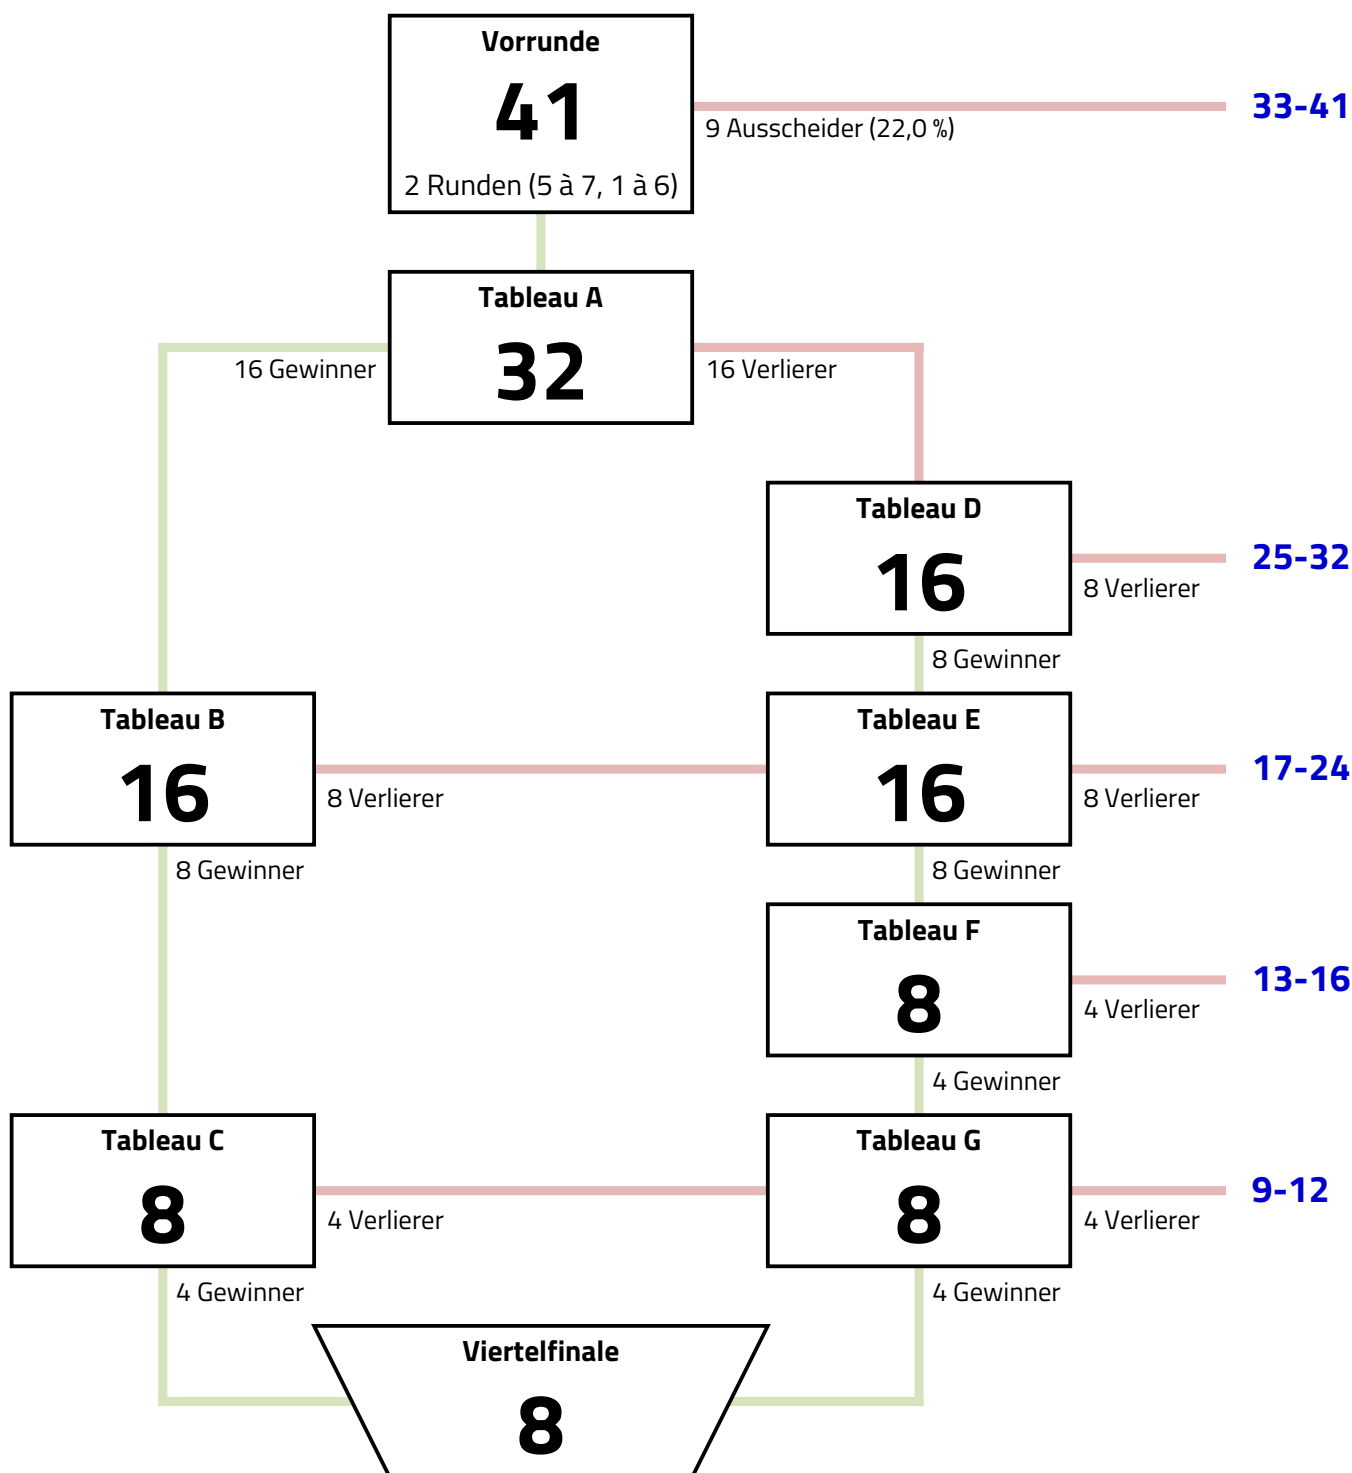 Vorrunde
41
2 Runden (5 à 7, 1 à 6)
9 Ausscheider (22,0 %)
33-41
Tableau A
32
16 Gewinner
16 Verlierer
Tableau D
16
8 Verlierer
25-32
8 Gewinner
Tableau B
16
8 Verlierer
8 Gewinner
Tableau E
16
8 Verlierer
17-24
8 Gewinner
Tableau F
8
4 Verlierer
13-16
4 Gewinner
Tableau C
8
4 Verlierer
4 Gewinner
Tableau G
8
4 Verlierer
9-12
4 Gewinner
Viertelfinale
8